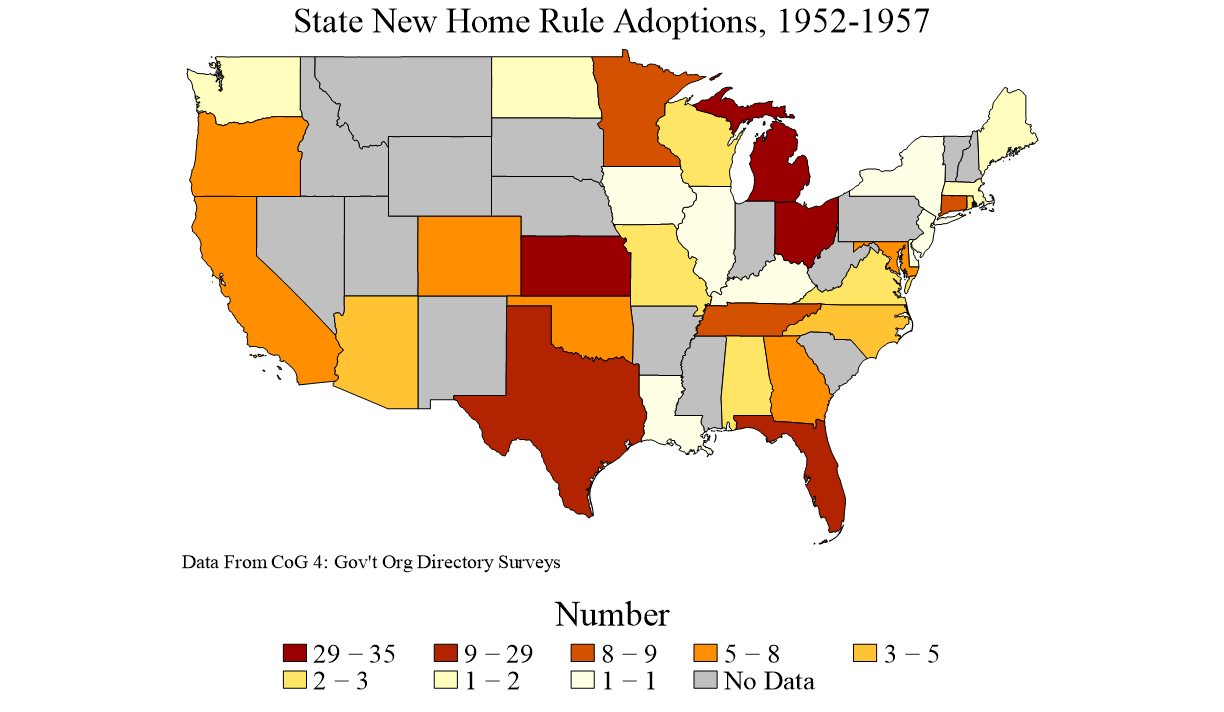 State New Home Rule Adoptions, 1952-1957
Data From CoG 4: Gov't Org Directory Surveys
Number
29 − 35 9 − 29 8 − 9 5 − 8 3 − 5
2 − 3 1 − 2 1 − 1 No Data